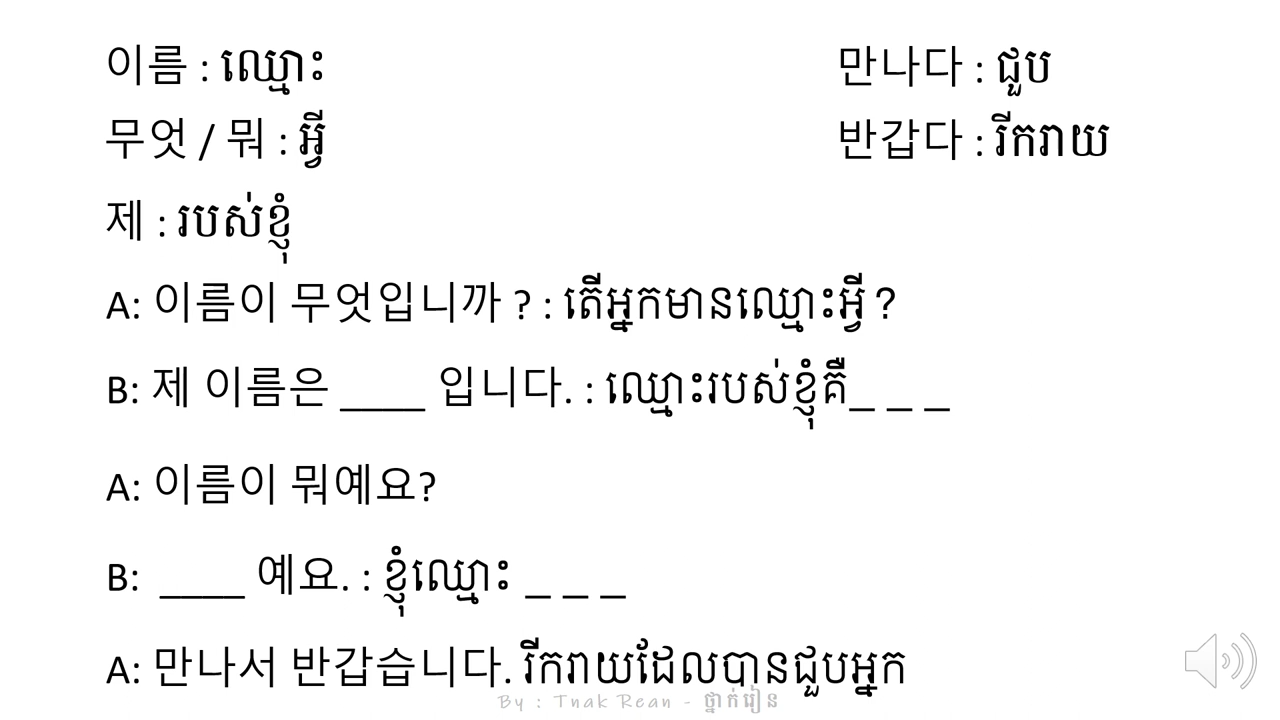 이름 : ឈ្មោះ
만나다 : ជួប
무엇 / 뭐 : អ្វី
반갑다 : រីករាយ
제 : របស់ខ្ញុំ
A: 이름이 무엇입니까 ? : តើអ្នកមានឈ្មោះអ្វី ?
B: 제 이름은 ____ 입니다. : ឈ្មោះរបស់ខ្ញុំគឺ_ _ _
A: 이름이 뭐예요?
B: ____ 예요. : ខ្ញុំឈ្មោះ _ _ _
A: 만나서 반갑습니다. រីករាយដែលបានជួបអ្នក
By : Tnak Rean - ថ្នាក់រៀន